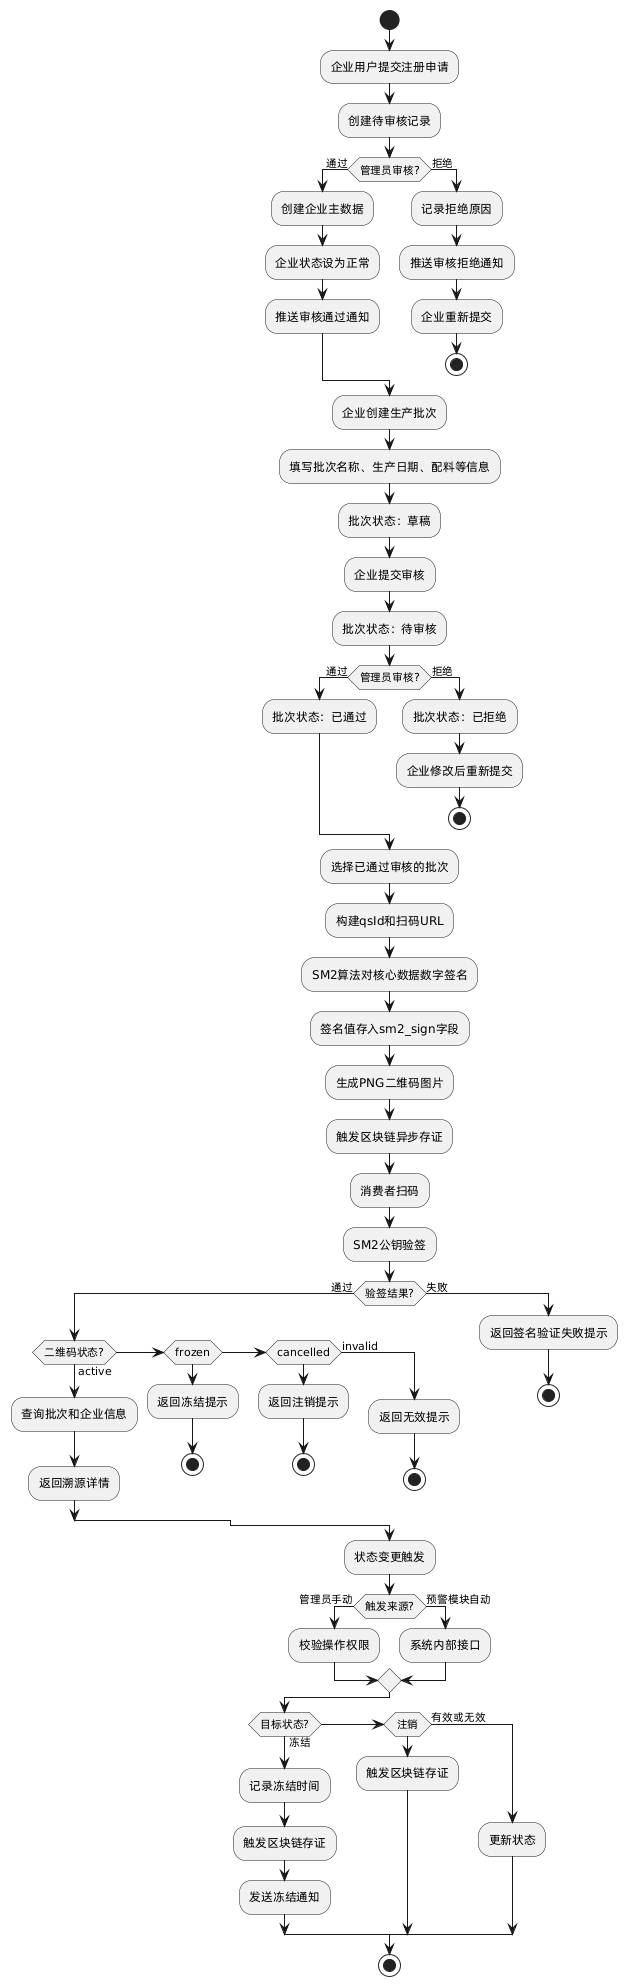 企业用户提交注册申请
创建待审核记录
管理员审核?
通过
拒绝
创建企业主数据
企业状态设为正常
推送审核通过通知
记录拒绝原因
推送审核拒绝通知
企业重新提交
企业创建生产批次
填写批次名称、生产日期、配料等信息
批次状态：草稿
企业提交审核
批次状态：待审核
管理员审核?
通过
拒绝
批次状态：已通过
批次状态：已拒绝
企业修改后重新提交
选择已通过审核的批次
构建qsId和扫码URL
SM2算法对核心数据数字签名
签名值存入sm2_sign字段
生成PNG二维码图片
触发区块链异步存证
消费者扫码
SM2公钥验签
验签结果?
通过
失败
二维码状态?
active
查询批次和企业信息
返回溯源详情
frozen
返回冻结提示
cancelled
返回注销提示
invalid
返回无效提示
返回签名验证失败提示
状态变更触发
触发来源?
管理员手动
预警模块自动
校验操作权限
系统内部接口
目标状态?
冻结
记录冻结时间
触发区块链存证
发送冻结通知
注销
触发区块链存证
有效或无效
更新状态